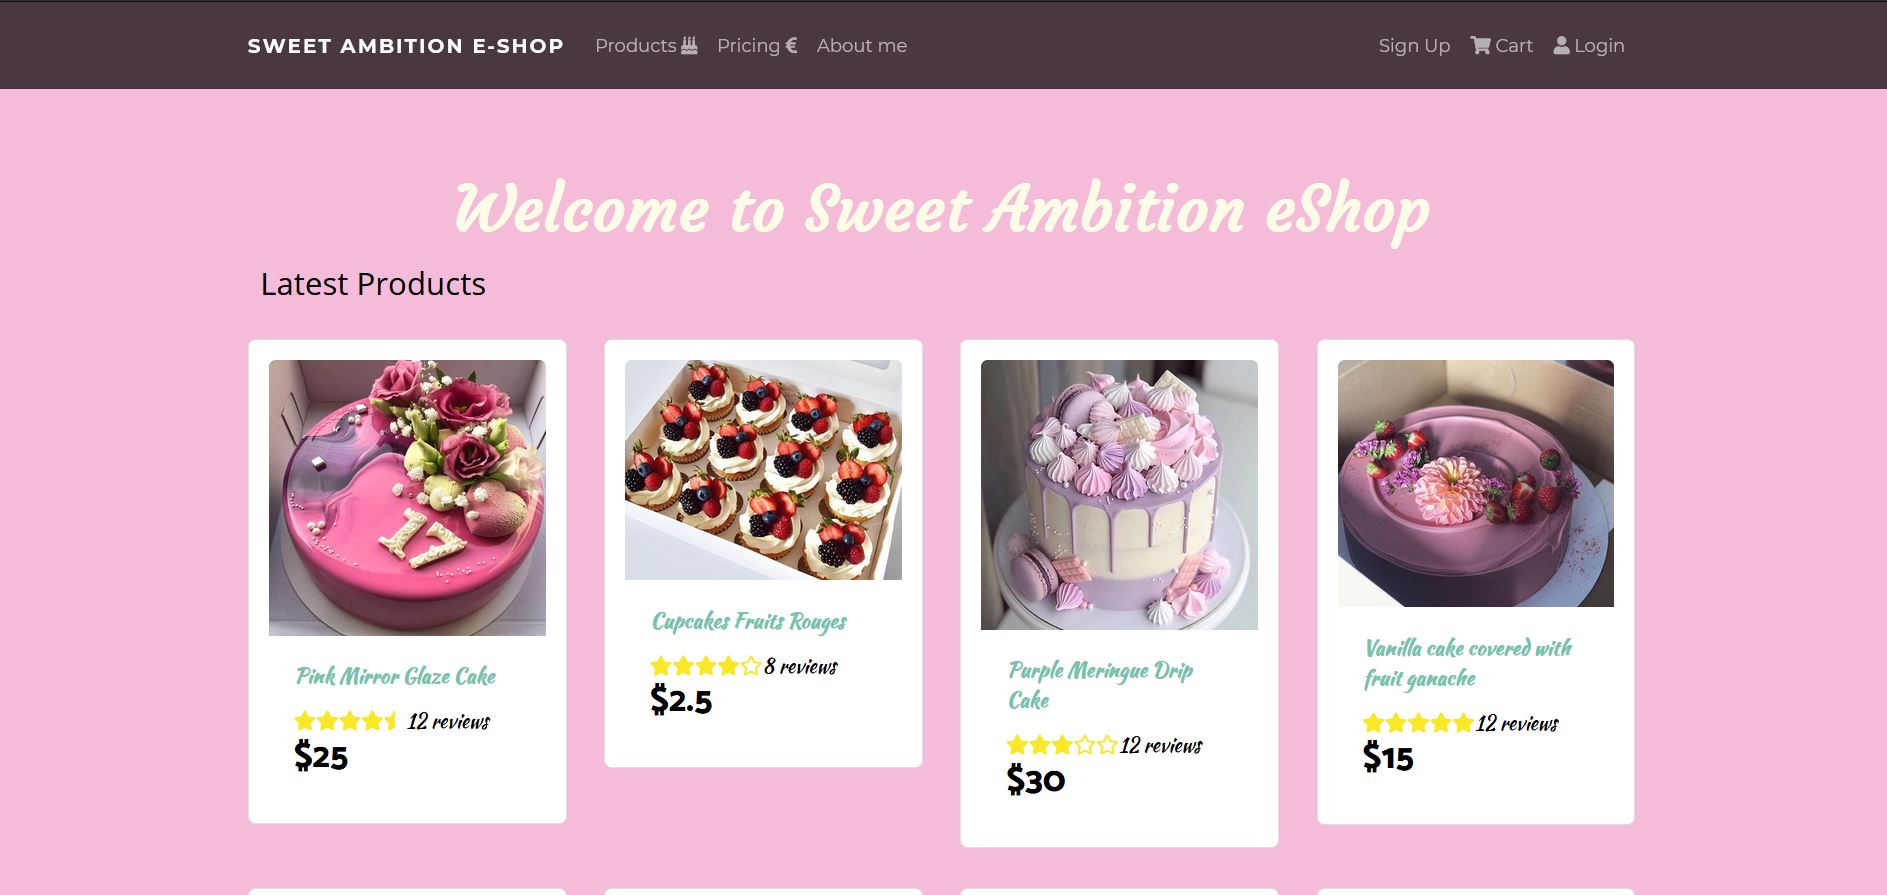 SWEET AMBITION E-SHOP Products Pricing € About me Sign Up Cart Login
Welcome to Sweet Ambition eShop
Latest Products
17
Pink Mirror Glaze Cake
12 reviews
$25
Cupcakes Fruits Rouges
8 reviews
$2.5
Purple Meringue Drip
Cake
12 reviews
$30
Vanilla cake covered with
fruit ganache
12 reviews
$15